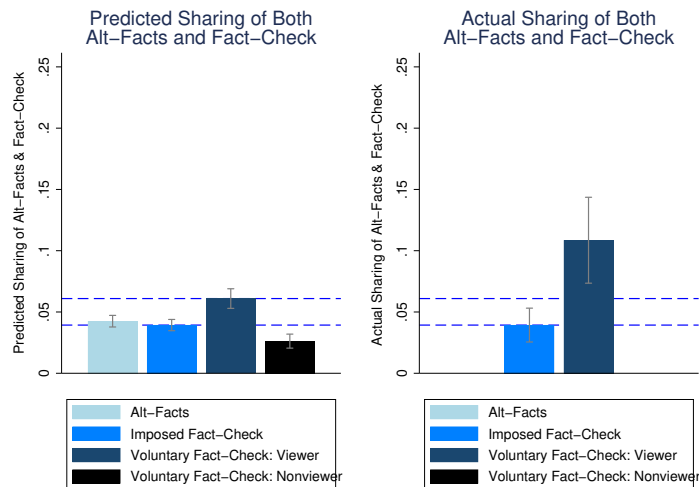 Predicted Sharing of Both
Alt−Facts and Fact−Check
Predicted Sharing of Alt−Facts & Fact−Check
.25
.2
.15
.1
.05
0
Alt−Facts
Imposed Fact−Check
Voluntary Fact−Check: Viewer
Voluntary Fact−Check: Nonviewer
Actual Sharing of Both
Alt−Facts and Fact−Check
Actual Sharing of Alt−Facts & Fact−Check
.25
.2
.15
.1
.05
0
Alt−Facts
Imposed Fact−Check
Voluntary Fact−Check: Viewer
Voluntary Fact−Check: Nonviewer